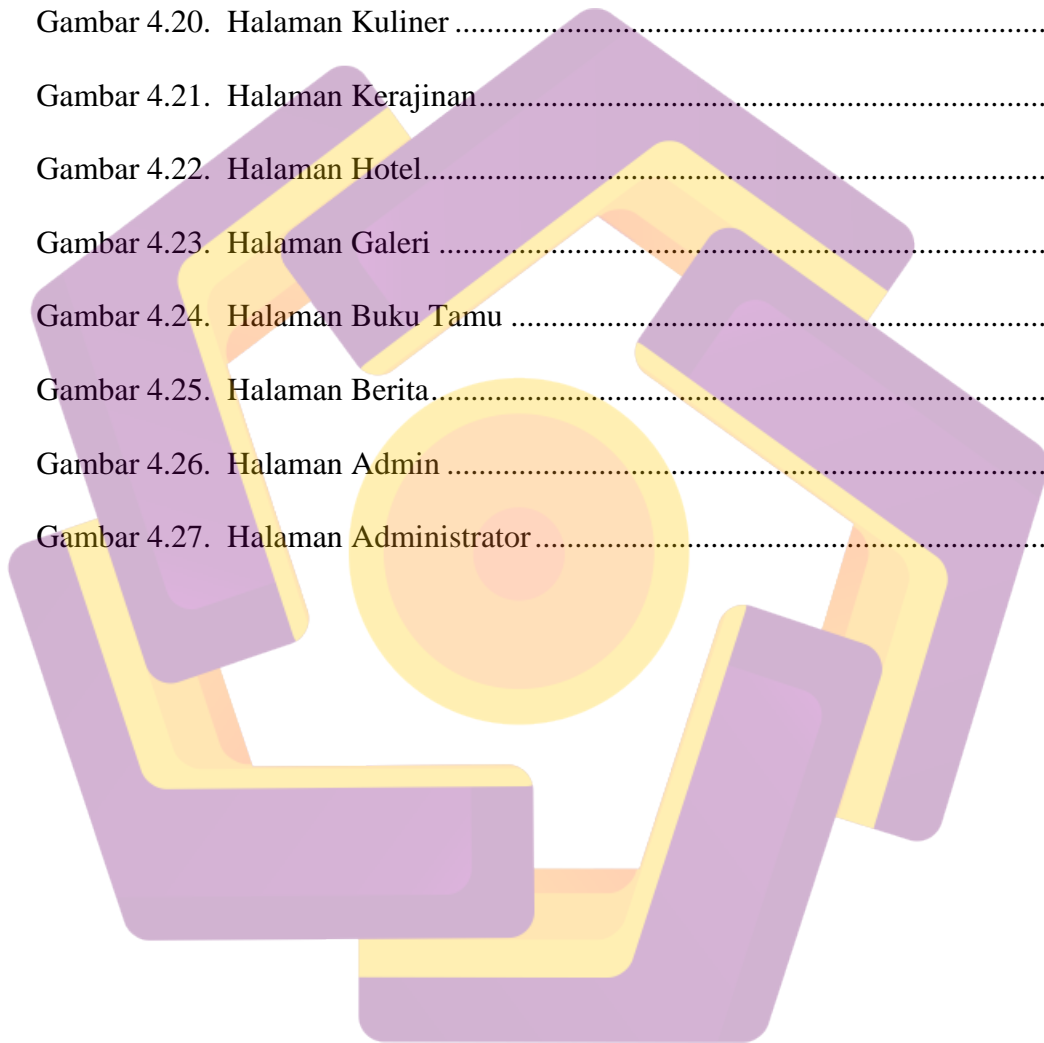 Gambar 4.20. Halaman Kuliner ........................................................................................
Gambar 4.21. Halaman Kerajinan....................................................................................
Gambar 4.22. Halaman Hotel............................................................................................
Gambar 4.23. Halaman Galeri ..........................................................................................
Gambar 4.24. Halaman Buku Tamu ................................................................................
Gambar 4.25. Halaman Berita...........................................................................................
Gambar 4.26. Halaman Admin .........................................................................................
Gambar 4.27. Halaman Administrator.............................................................................